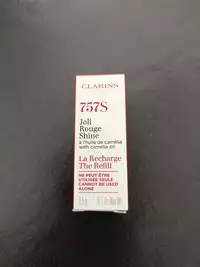 CLARINS
757S
Joli
Rouge
Shine
à l'huile de camélia
with camelia oil
La Recharge
The Refill
NE PEUT ÊTRE
UTILISÉE SEULE
CANNOT BE USED
ALONE